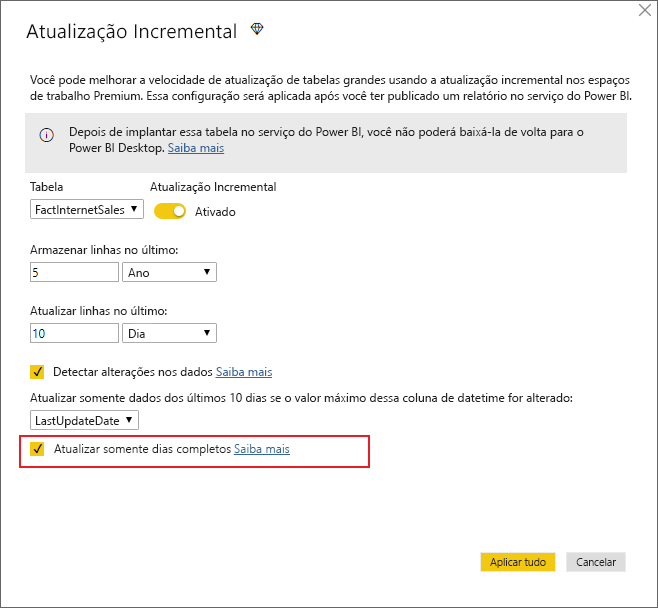 Atualização Incremental
Você pode melhorar a velocidade de atualização de tabelas grandes usando a atualização incremental nos espaços
de trabalho Premium. Essa configuração será aplicada após você ter publicado um relatório no serviço do Power BI.
Depois de implantar essa tabela no serviço do Power BI, você não poderá baixá-la de volta para o
Power BI Desktop. Saiba mais
Tabela Atualização Incremental
FactInternetSales Ativado
Armazenar linhas no último:
5 Ano
Atualizar linhas no último:
10 Dia
Detectar alterações nos dados Saiba mais
Atualizar somente dados dos últimos 10 dias se o valor máximo dessa coluna de datetime for alterado:
LastUpdateDate
Atualizar somente dias completos Saiba mais
Aplicar tudo Cancelar